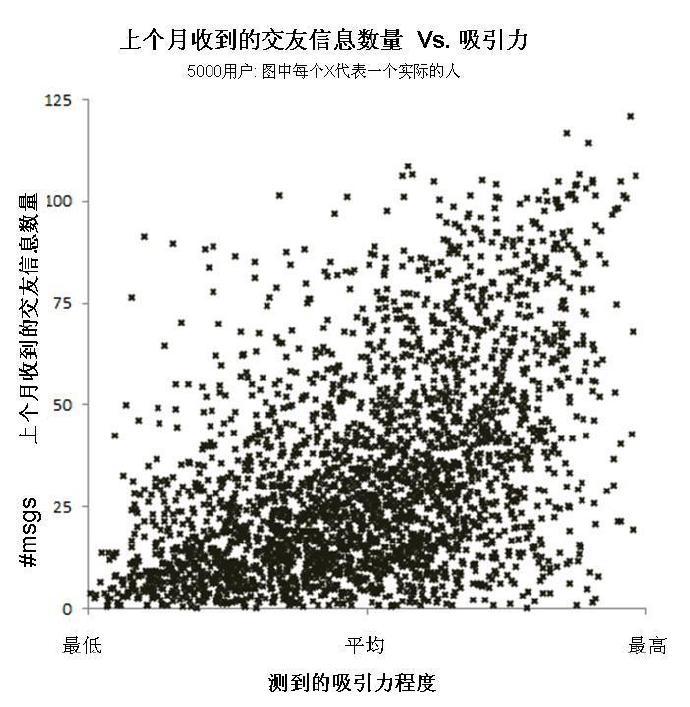 上个月收到的交友信息数量 Vs. 吸引力
5000用户: 图中每个X代表一个实际的人
125
100
75
50
25
0
#msgs 上个月收到的交友信息数量
最低 平均 最高
测到的吸引力程度